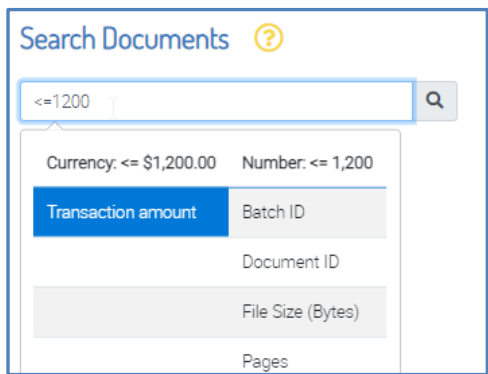 Search Documents ?
<=1200
Currency: <= $1,200.00 Number: <= 1,200
Transaction amount Batch ID
Document ID
File Size (Bytes)
Pages